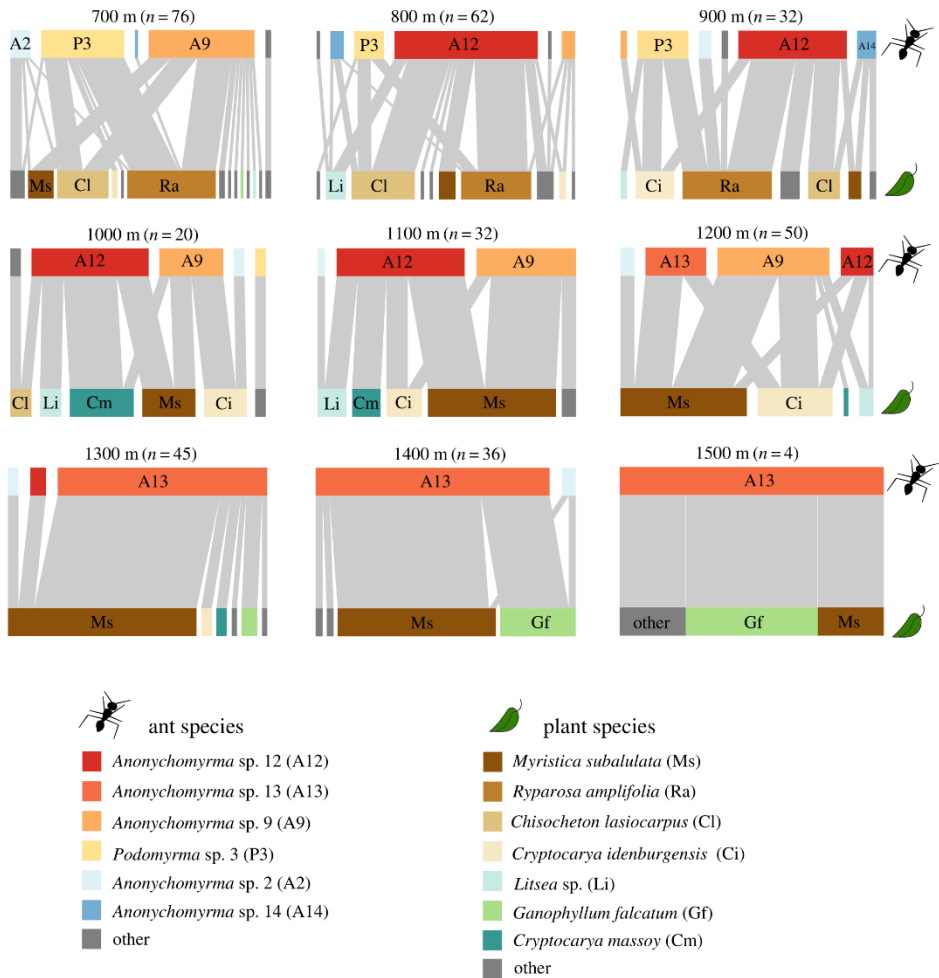 700 m (n = 76)
800 m (n = 62)
900 m (n = 32)
A2
P3
A9
P3
A12
P3
A12
A14
Ms
Cl
Ra
Li
Cl
Ra
Ci
Ra
Cl
1000 m (n = 20)
1100 m (n = 32)
1200 m (n = 50)
A12
A9
A12
A9
A13
A9
A12
Cl
Li
Cm
Ms
Ci
Li
Cm
Ci
Ms
Ms
Ci
1300 m (n = 45)
1400 m (n = 36)
1500 m (n = 4)
A13
A13
A13
Ms
Ms
Gf
other
Gf
Ms
ant species
Anonychomyrma sp. 12 (A12)
Anonychomyrma sp. 13 (A13)
Anonychomyrma sp. 9 (A9)
Podomyrma sp. 3 (P3)
Anonychomyrma sp. 2 (A2)
Anonychomyrma sp. 14 (A14)
other
plant species
Myristica subalulata (Ms)
Ryparosa amplifolia (Ra)
Chisocheton lasiocarpus (Cl)
Cryptocarya idenburgensis (Ci)
Litsea sp. (Li)
Ganophyllum falcatum (Gf)
Cryptocarya massoy (Cm)
other